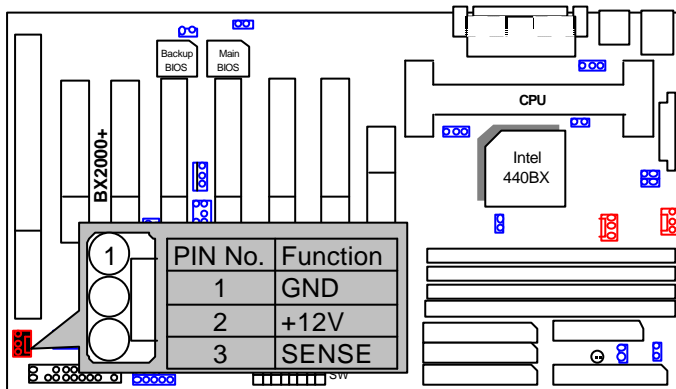 Backup
BIOS
Main
BIOS
CPU
BX2000+
Intel
440BX
1
PIN No. Function
1 GND
2 +12V
3 SENSE
SW